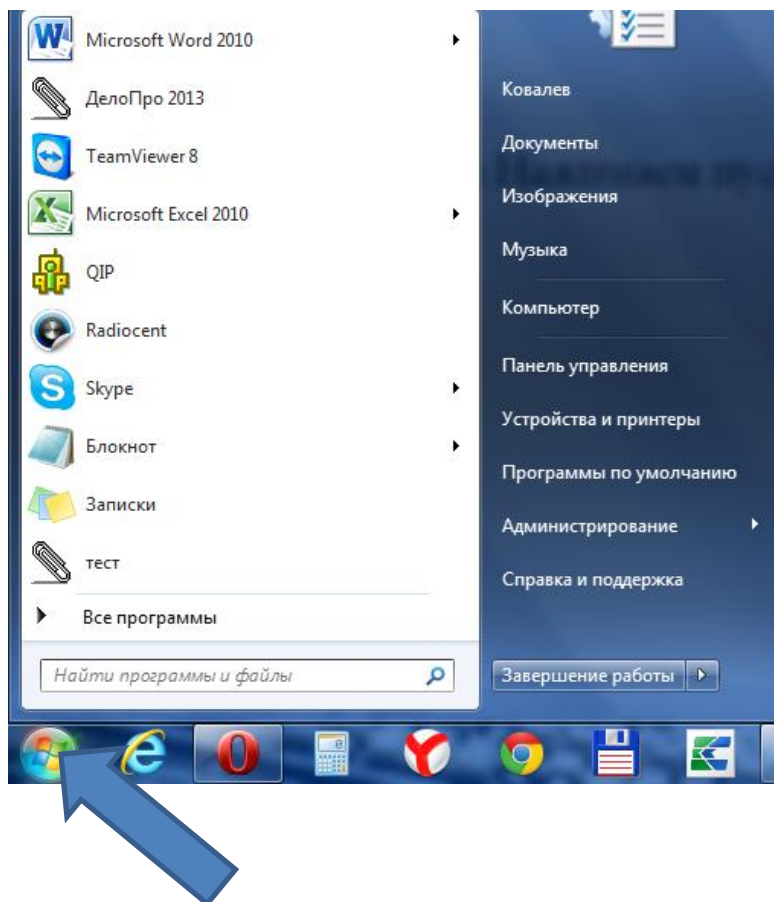 Microsoft Word 2010
ДелоПро 2013
TeamViewer 8
Microsoft Excel 2010
QIP
Radiocent
Skype
Блокнот
Записки
тест
Все программы
Найти программы и файлы
Ковалев
Документы
Изображения
Музыка
Компьютер
Панель управления
Устройства и принтеры
Программы по умолчанию
Администрирование
Справка и поддержка
Завершение работы